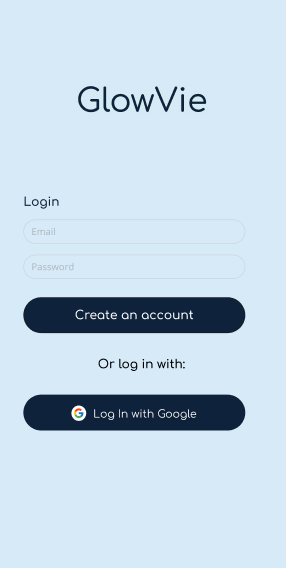 GlowVie
Login
Email
Password
Create an account
Or log in with:
Log In with Google